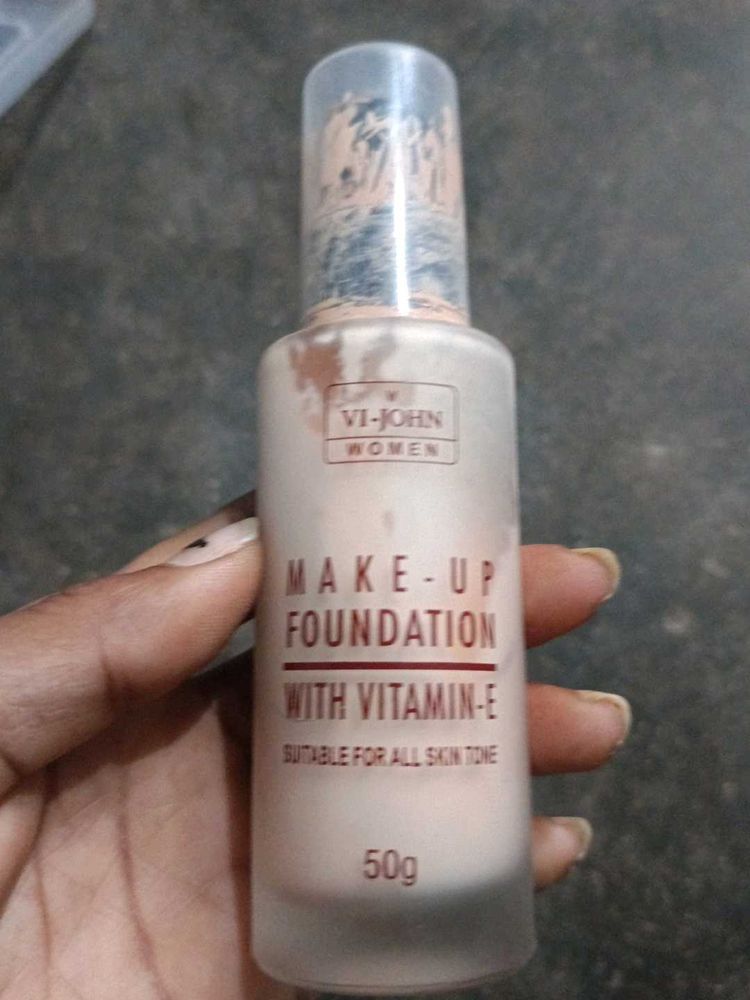 VI-JOHN
WOMEN
MAKE-UP
FOUNDATION
WITH VITAMIN-E
SUITABLE FOR ALL SKIN TONE
50g